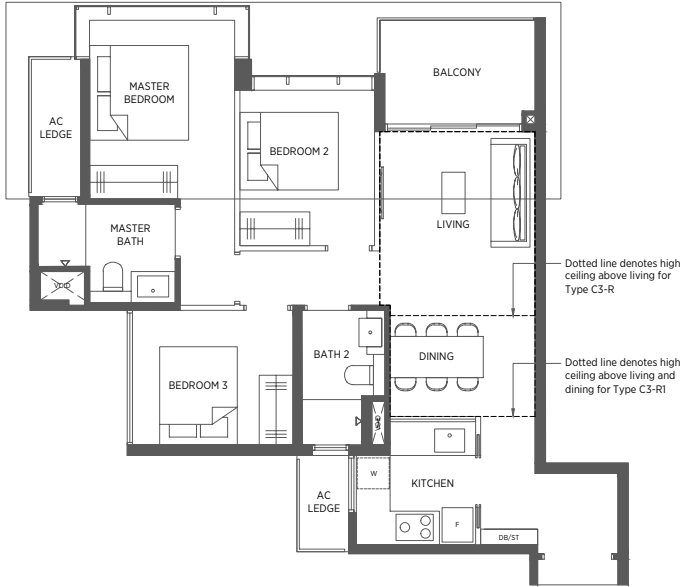 BALCONY
MASTER
BEDROOM
AC
LEDGE
BEDROOM 2
MASTER
BATH
LIVING
VOID
Dotted line denotes high
ceiling above living for
Type C3-R
BATH 2
DINING
BEDROOM 3
Dotted line denotes high
ceiling above living and
dining for Type C3-R1
VOID
W
KITCHEN
AC
LEDGE
F
DB/ST